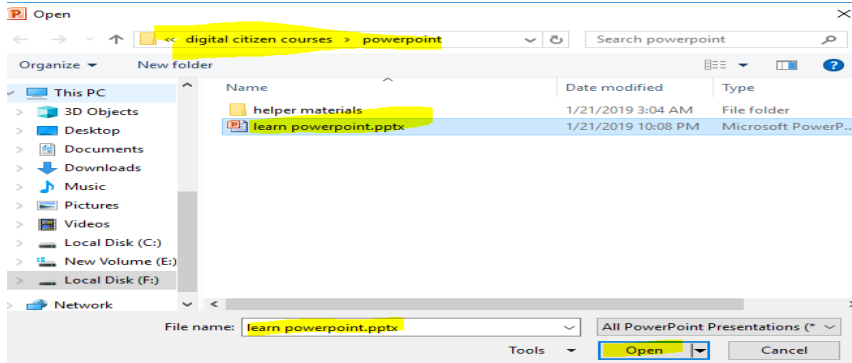 Open
« digital citizen courses > powerpoint
Search powerpoint
Organize
New folder
Name
Date modified
Type
This PC
3D Objects
Desktop
Documents
Downloads
Music
Pictures
Videos
Local Disk (C:)
New Volume (E:)
Local Disk (F:)
Network
helper materials 1/21/2019 3:04 AM File folder
learn powerpoint.pptx 1/21/2019 10:08 PM Microsoft PowerP...
File name: learn powerpoint.pptx
All PowerPoint Presentations (*
Tools
Open
Cancel